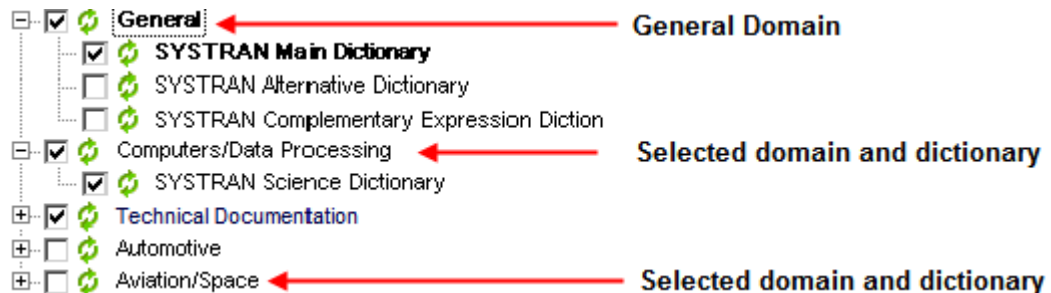 General General Domain
SYSTRAN Main Dictionary
SYSTRAN Alternative Dictionary
SYSTRAN Complementary Expression Diction
Computers/Data Processing Selected domain and dictionary
SYSTRAN Science Dictionary
Technical Documentation
Automotive
Aviation/Space Selected domain and dictionary